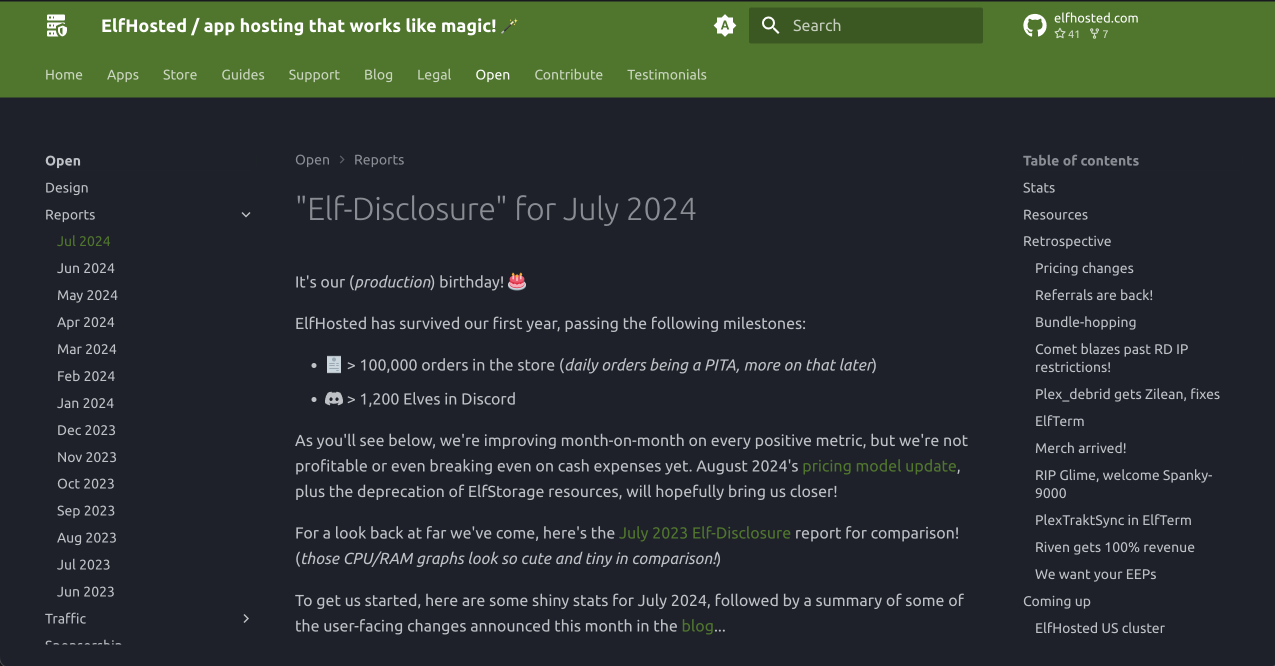 ElfHosted / app hosting that works like magic! 🪄
Search
elfhosted.com
41 7
Home Apps Store Guides Support Blog Legal Open Contribute Testimonials
Open
Design
Reports
Jul 2024
Jun 2024
May 2024
Apr 2024
Mar 2024
Feb 2024
Jan 2024
Dec 2023
Nov 2023
Oct 2023
Sep 2023
Aug 2023
Jul 2023
Jun 2023
Traffic
Sponsorship
Open > Reports
"Elf-Disclosure" for July 2024
It's our (production) birthday! 🎂
ElfHosted has survived our first year, passing the following milestones:
• 🧾 > 100,000 orders in the store (daily orders being a PITA, more on that later)
• > 1,200 Elves in Discord
As you'll see below, we're improving month-on-month on every positive metric, but we're not
profitable or even breaking even on cash expenses yet. August 2024's pricing model update,
plus the deprecation of ElfStorage resources, will hopefully bring us closer!
For a look back at far we've come, here's the July 2023 Elf-Disclosure report for comparison!
(those CPU/RAM graphs look so cute and tiny in comparison!)
To get us started, here are some shiny stats for July 2024, followed by a summary of some of
the user-facing changes announced this month in the blog...
Table of contents
Stats
Resources
Retrospective
Pricing changes
Referrals are back!
Bundle-hopping
Comet blazes past RD IP
restrictions!
Plex_debrid gets Zilean, fixes
ElfTerm
Merch arrived!
RIP Glime, welcome Spanky-
9000
PlexTraktSync in ElfTerm
Riven gets 100% revenue
We want your EEPs
Coming up
ElfHosted US cluster